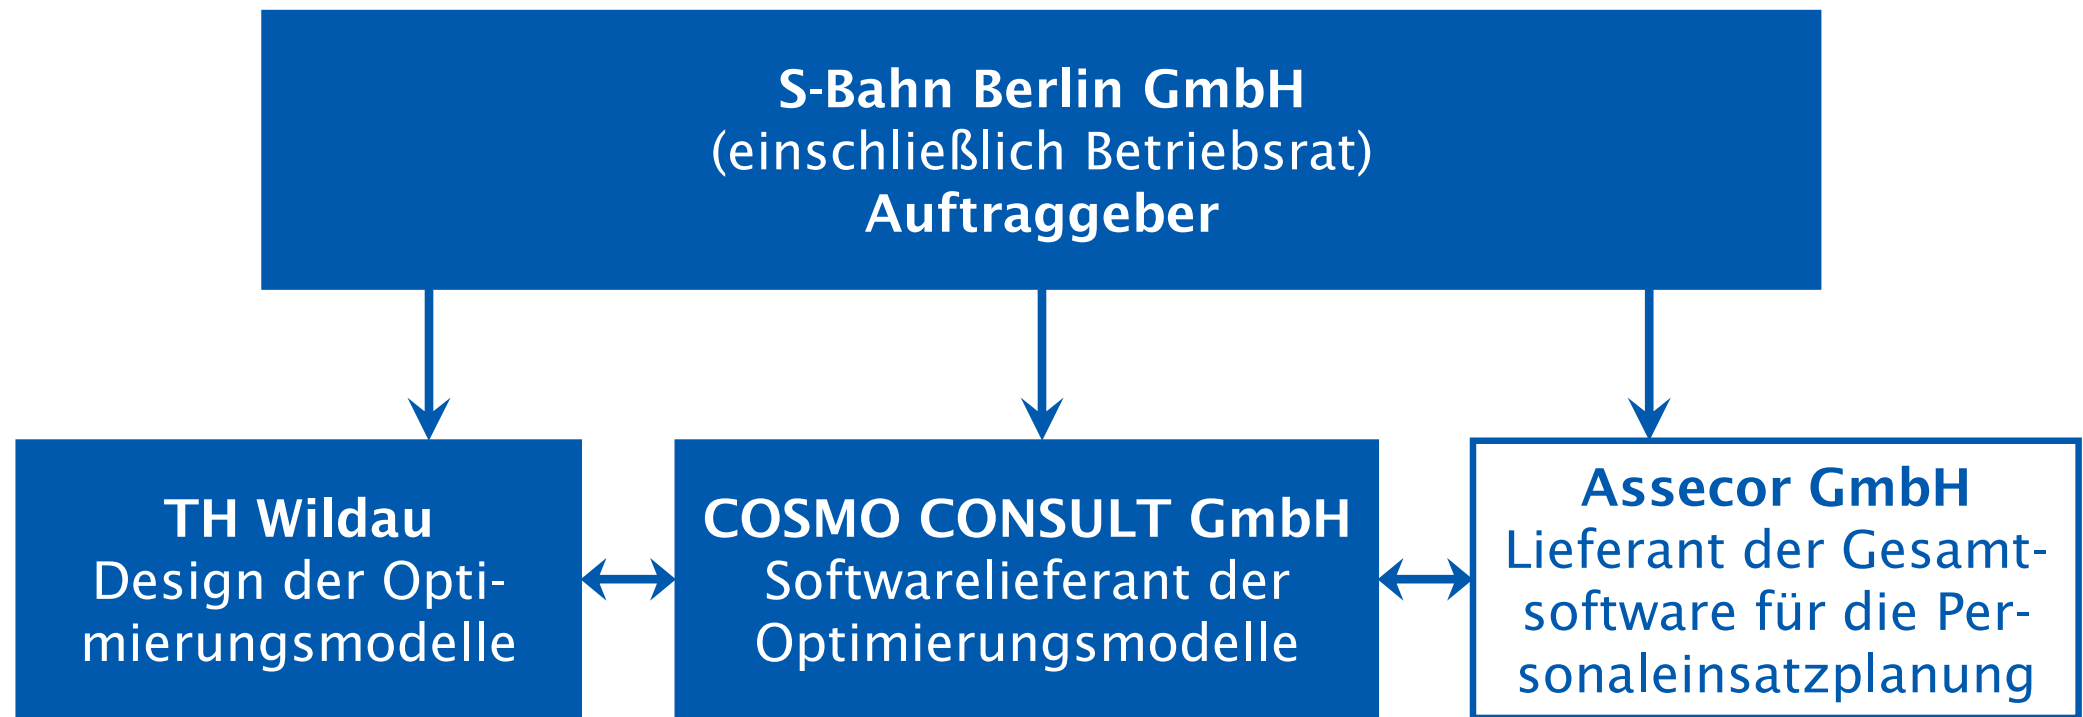 S-Bahn Berlin GmbH
(einschließlich Betriebsrat)
Auftraggeber
TH Wildau
Design der Opti-
mierungsmodelle
COSMO CONSULT GmbH
Softwarelieferant der
Optimierungsmodelle
Assecor GmbH
Lieferant der Gesamt-
software für die Per-
sonaleinsatzplanung